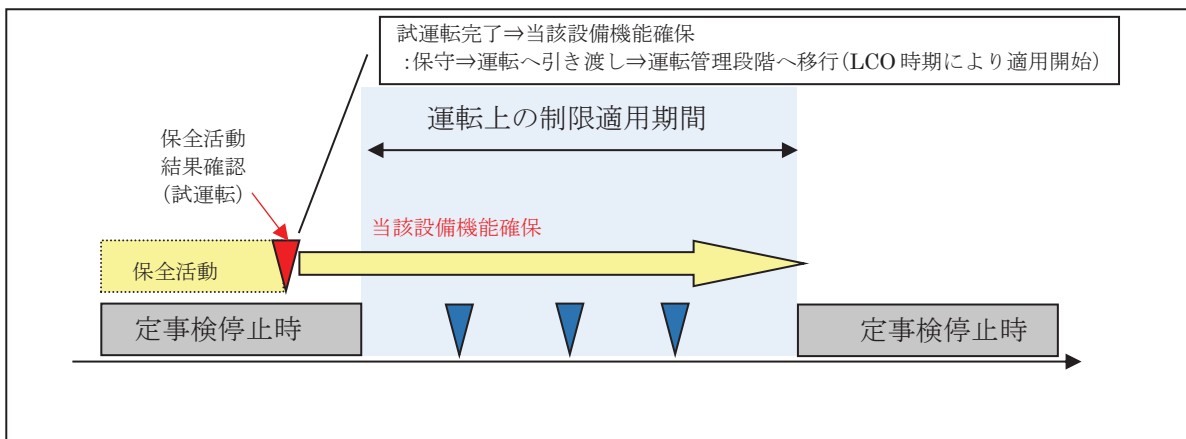 試運転完了⇒当該設備機能確保
:保守⇒運転へ引き渡し⇒運転管理段階へ移行(LCO 時期により適用開始)
運転上の制限適用期間
保全活動
結果確認
(試運転)
当該設備機能確保
保全活動
定事検停止時
定事検停止時